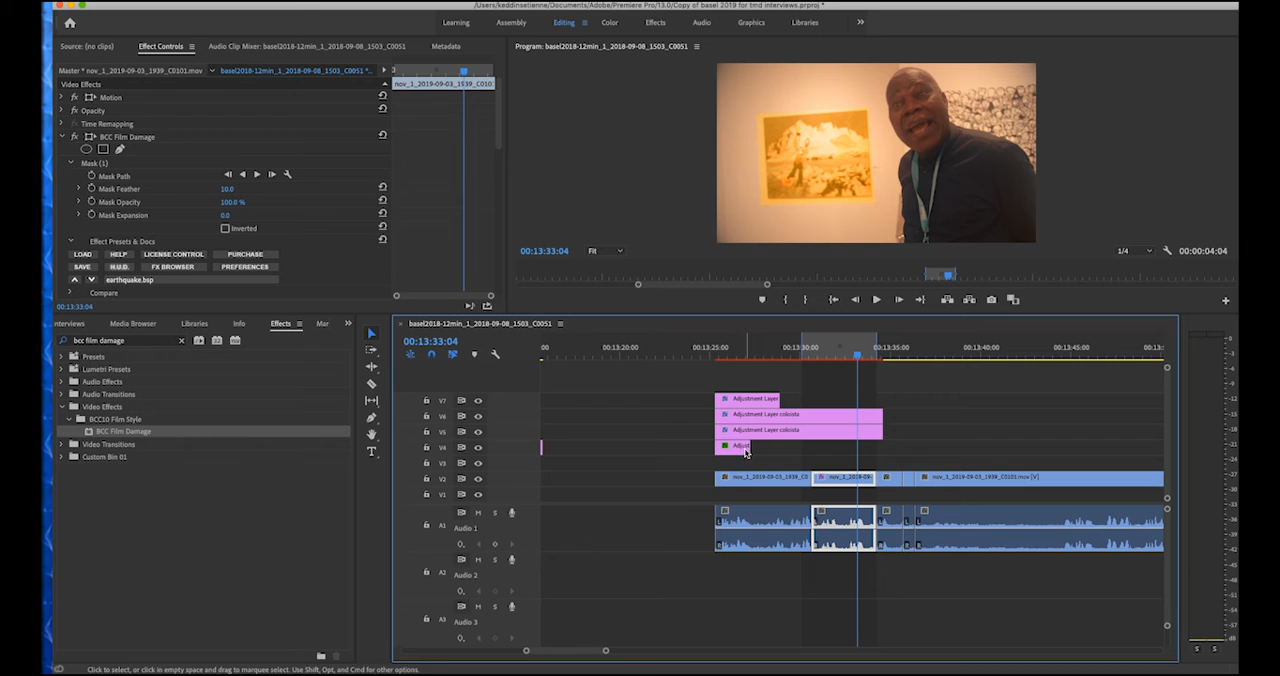 /Users/keddinsetienne/Documents/Adobe/Premiere Pro/13.0/Copy of basel 2019 for tmd interviews.prproj *
Learning Assembly Editing Color Effects Audio Graphics Libraries
Source: (no clips) Effect Controls Audio Clip Mixer: basel2018-12min_1_2018-09-08_1503_C0051 Metadata
Program: basel2018-12min_1_2018-09-08_1503_C0051
Master * nov_1_2019-09-03_1939_C0101.mov basel2018-12min_1_2018-09-08_1503_C0051 *...
Video Effects nov_1_2019-09-03_1939_C010
fx Motion
fx Opacity
fx Time Remapping
fx BCC Film Damage
Mask (1)
Mask Path
Mask Feather 10.0
Mask Opacity 100.0 %
Mask Expansion 0.0
Inverted
Effect Presets & Docs
LOAD HELP LICENSE CONTROL PURCHASE
SAVE H.U.D. FX BROWSER PREFERENCES
earthquake.bsp
Compare
00:13:33:04
00:13:33:04 Fit 1/4 00:00:04:04
nterviews Media Browser Libraries Info Effects Mar
bcc film damage
Presets
Lumetri Presets
Audio Effects
Audio Transitions
Video Effects
BCC10 Film Style
BCC Film Damage
Video Transitions
Custom Bin 01
basel2018-12min_1_2018-09-08_1503_C0051
00:13:33:04
:00 00:13:20:00 00:13:25:00 00:13:30:00 00:13:35:00 00:13:40:00 00:13:45:00 00:13:
V7 Adjustment Layer
V6 Adjustment Layer colorista
V5 Adjustment Layer colorista
V4 Adjust
V3
V2 nov_1_2019-09-03_1939_C0 nov_1_2019-09- nov_1_2019-09-03_1939_C0101.mov [V]
V1
M S
A1 Audio 1
M S
A2 Audio 2
M S
A3 Audio 3
dB
S S
Click to select, or click in empty space and drag to marquee select. Use Shift, Opt, and Cmd for other options.